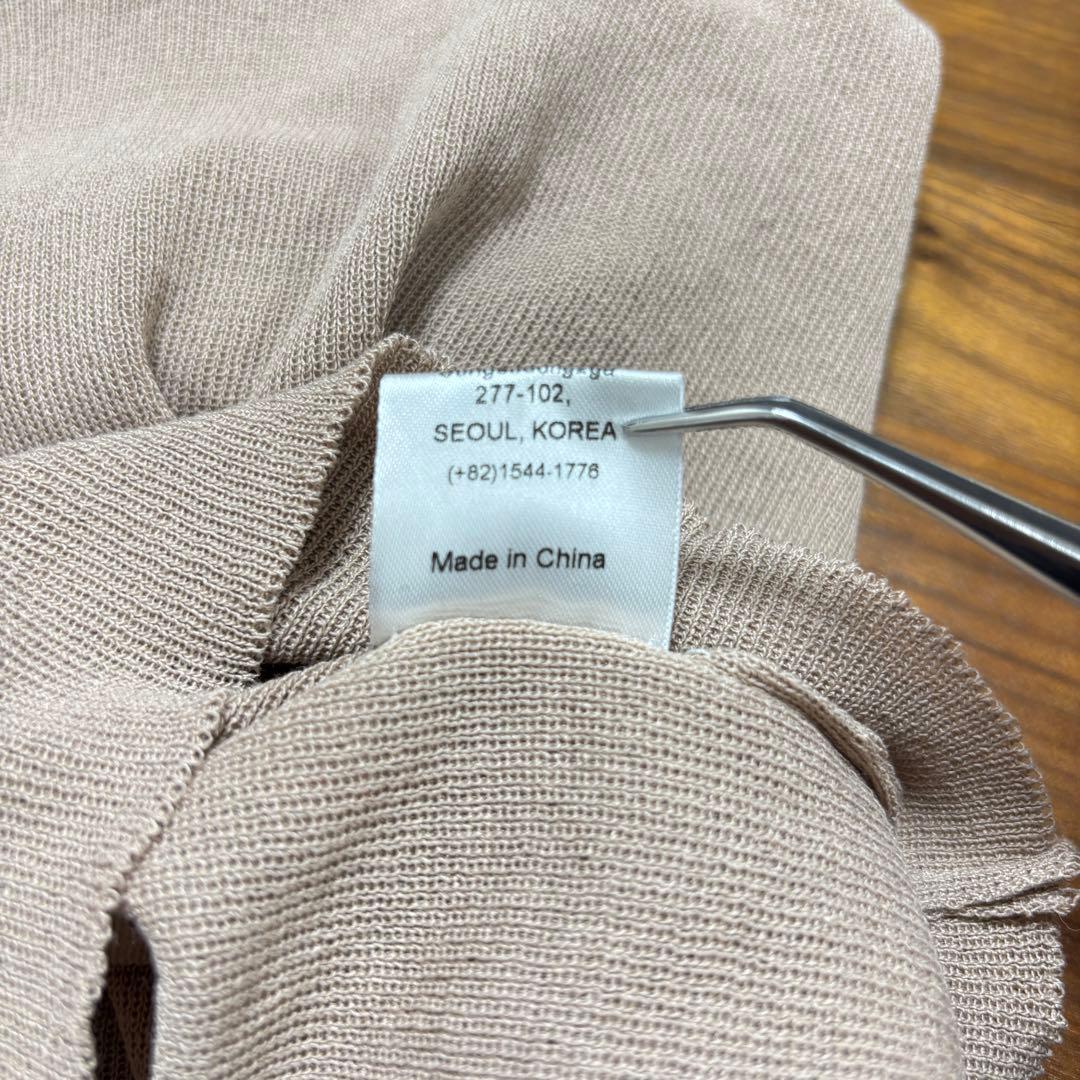 277-102,
SEOUL, KOREA
(+82)1544-1776
Made in China